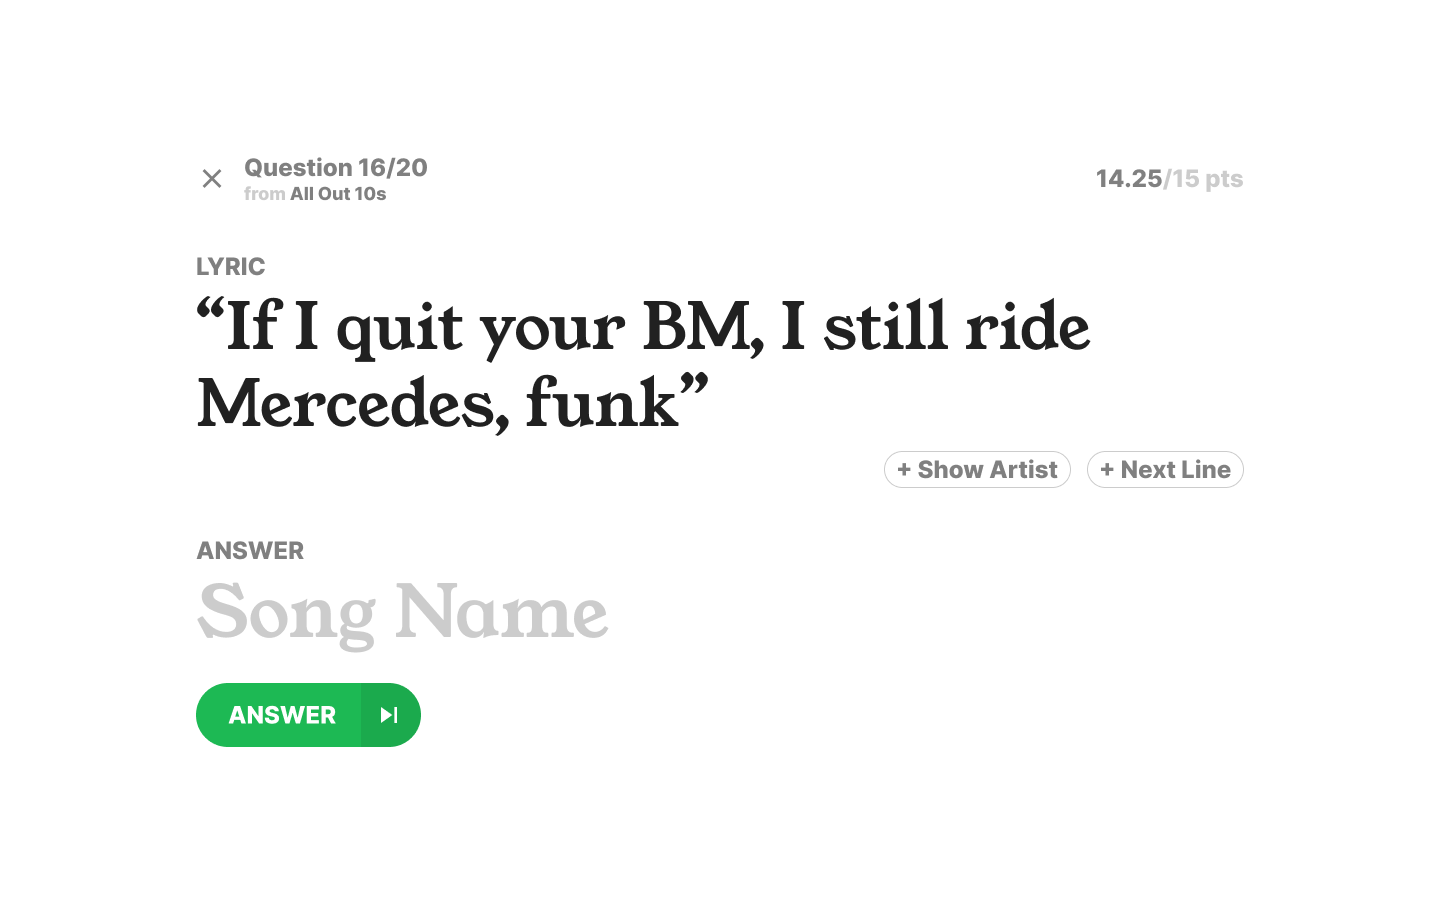 Question 16/20
from All Out 10s
14.25/15 pts
LYRIC
“If I quit your BM, I still ride
Mercedes, funk”
+ Show Artist
+ Next Line
ANSWER
Song Name
ANSWER